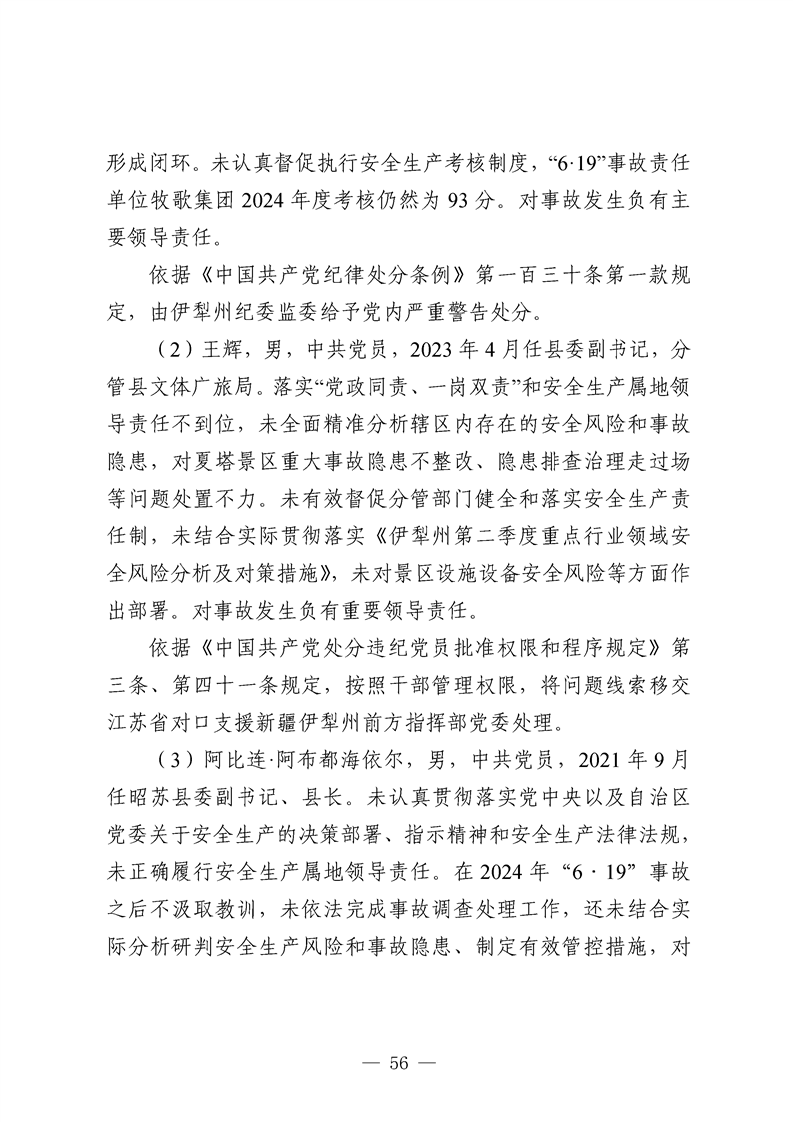 形成闭环。未认真督促执行安全生产考核制度，“6·19”事故责任
单位牧歌集团 2024 年度考核仍然为 93 分。对事故发生负有主
要领导责任。
依据《中国共产党纪律处分条例》第一百三十条第一款规
定，由伊犁州纪委监委给予党内严重警告处分。
（2）王辉，男，中共党员，2023 年 4 月任县委副书记，分
管县文体广旅局。落实“党政同责、一岗双责”和安全生产属地领
导责任不到位，未全面精准分析辖区内存在的安全风险和事故
隐患，对夏塔景区重大事故隐患不整改、隐患排查治理走过场
等问题处置不力。未有效督促分管部门健全和落实安全生产责
任制，未结合实际贯彻落实《伊犁州第二季度重点行业领域安
全风险分析及对策措施》，未对景区设施设备安全风险等方面作
出部署。对事故发生负有重要领导责任。
依据《中国共产党处分违纪党员批准权限和程序规定》第
三条、第四十一条规定，按照干部管理权限，将问题线索移交
江苏省对口支援新疆伊犁州前方指挥部党委处理。
（3）阿比连·阿布都海依尔，男，中共党员，2021 年 9 月
任昭苏县委副书记、县长。未认真贯彻落实党中央以及自治区
党委关于安全生产的决策部署、指示精神和安全生产法律法规，
未正确履行安全生产属地领导责任。在 2024 年 “6 · 19” 事故
之后不汲取教训，未依法完成事故调查处理工作，还未结合实
际分析研判安全生产风险和事故隐患、制定有效管控措施，对
— 56 —